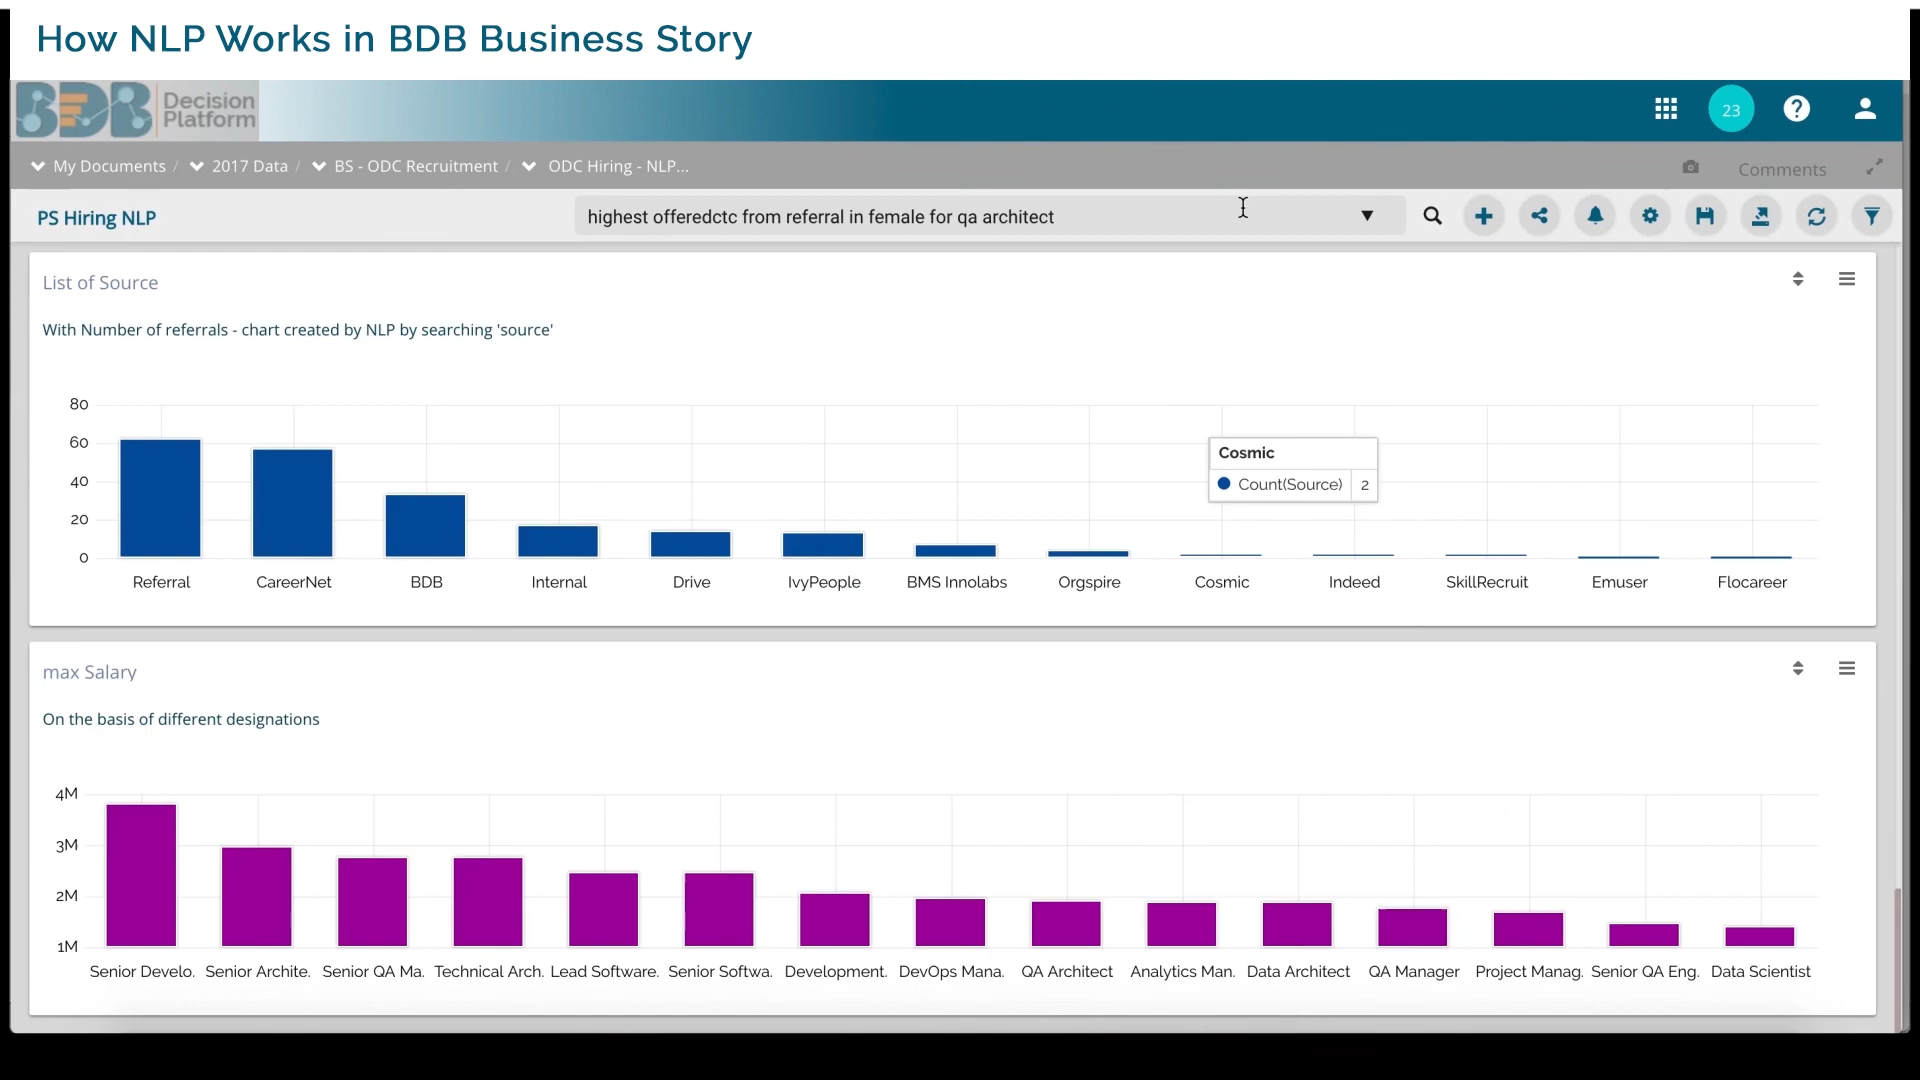 How NLP Works in BDB Business Story
BDB Decision Platform
23
My Documents / 2017 Data / BS - ODC Recruitment / ODC Hiring - NLP...
Comments
PS Hiring NLP
highest offeredctc from referral in female for qa architect
List of Source
With Number of referrals - chart created by NLP by searching 'source'
80
60
40
20
0
Cosmic
Count(Source) 2
Referral CareerNet BDB Internal Drive IvyPeople BMS Innolabs Orgspire Cosmic Indeed SkillRecruit Emuser Flocareer
max Salary
On the basis of different designations
4M
3M
2M
1M
Senior Develo. Senior Archite. Senior QA Ma. Technical Arch. Lead Software. Senior Softwa. Development. DevOps Mana. QA Architect Analytics Man. Data Architect QA Manager Project Manag. Senior QA Eng. Data Scientist